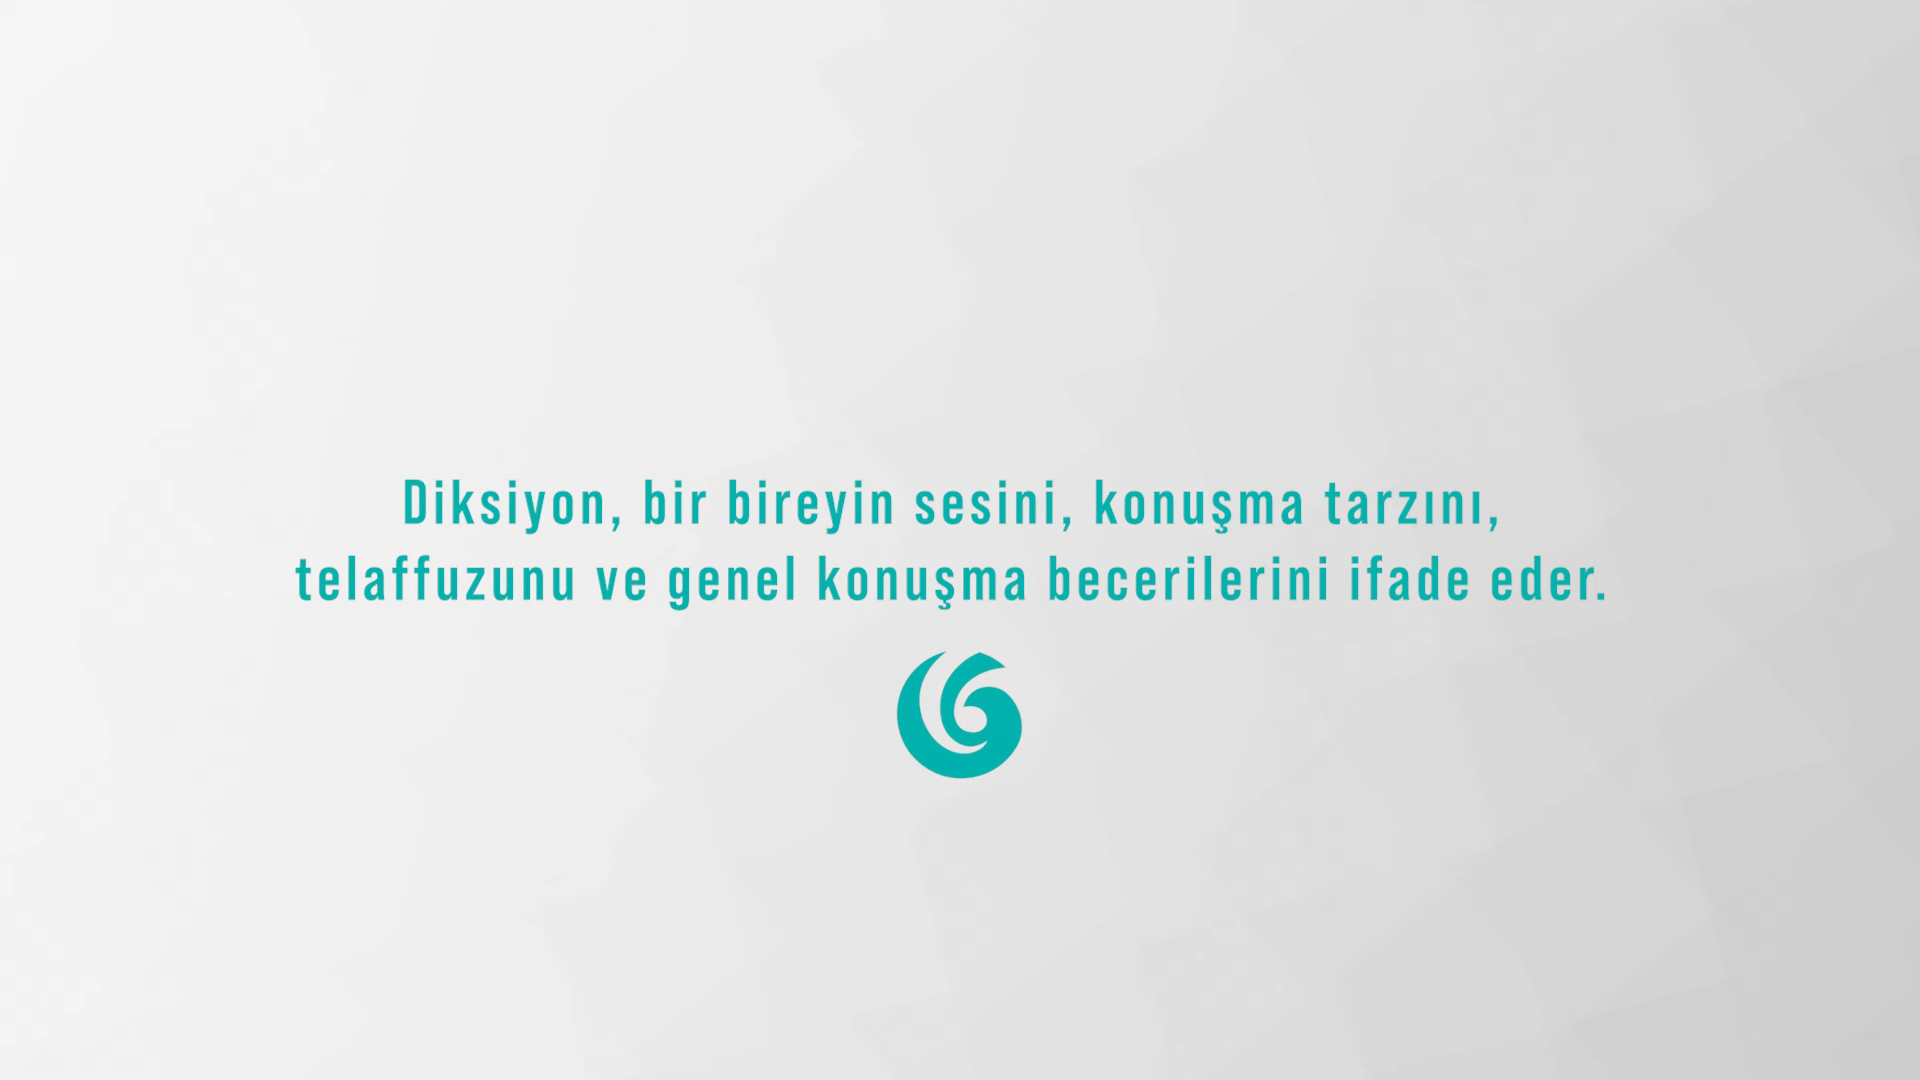 Diksiyon, bir bireyin sesini, konuşma tarzını,
telaffuzunu ve genel konuşma becerilerini ifade eder.